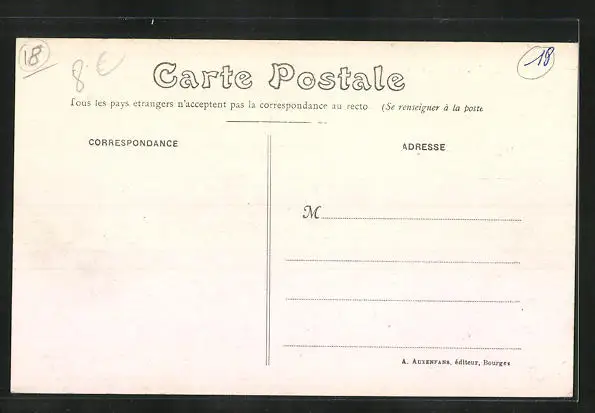 18
8 €
18
Carte Postale
Tous les pays etrangers n'acceptent pas la correspondance au recto (Se renseigner à la poste
CORRESPONDANCE
ADRESSE
M
A. AUXENFANS, éditeur, Bourges